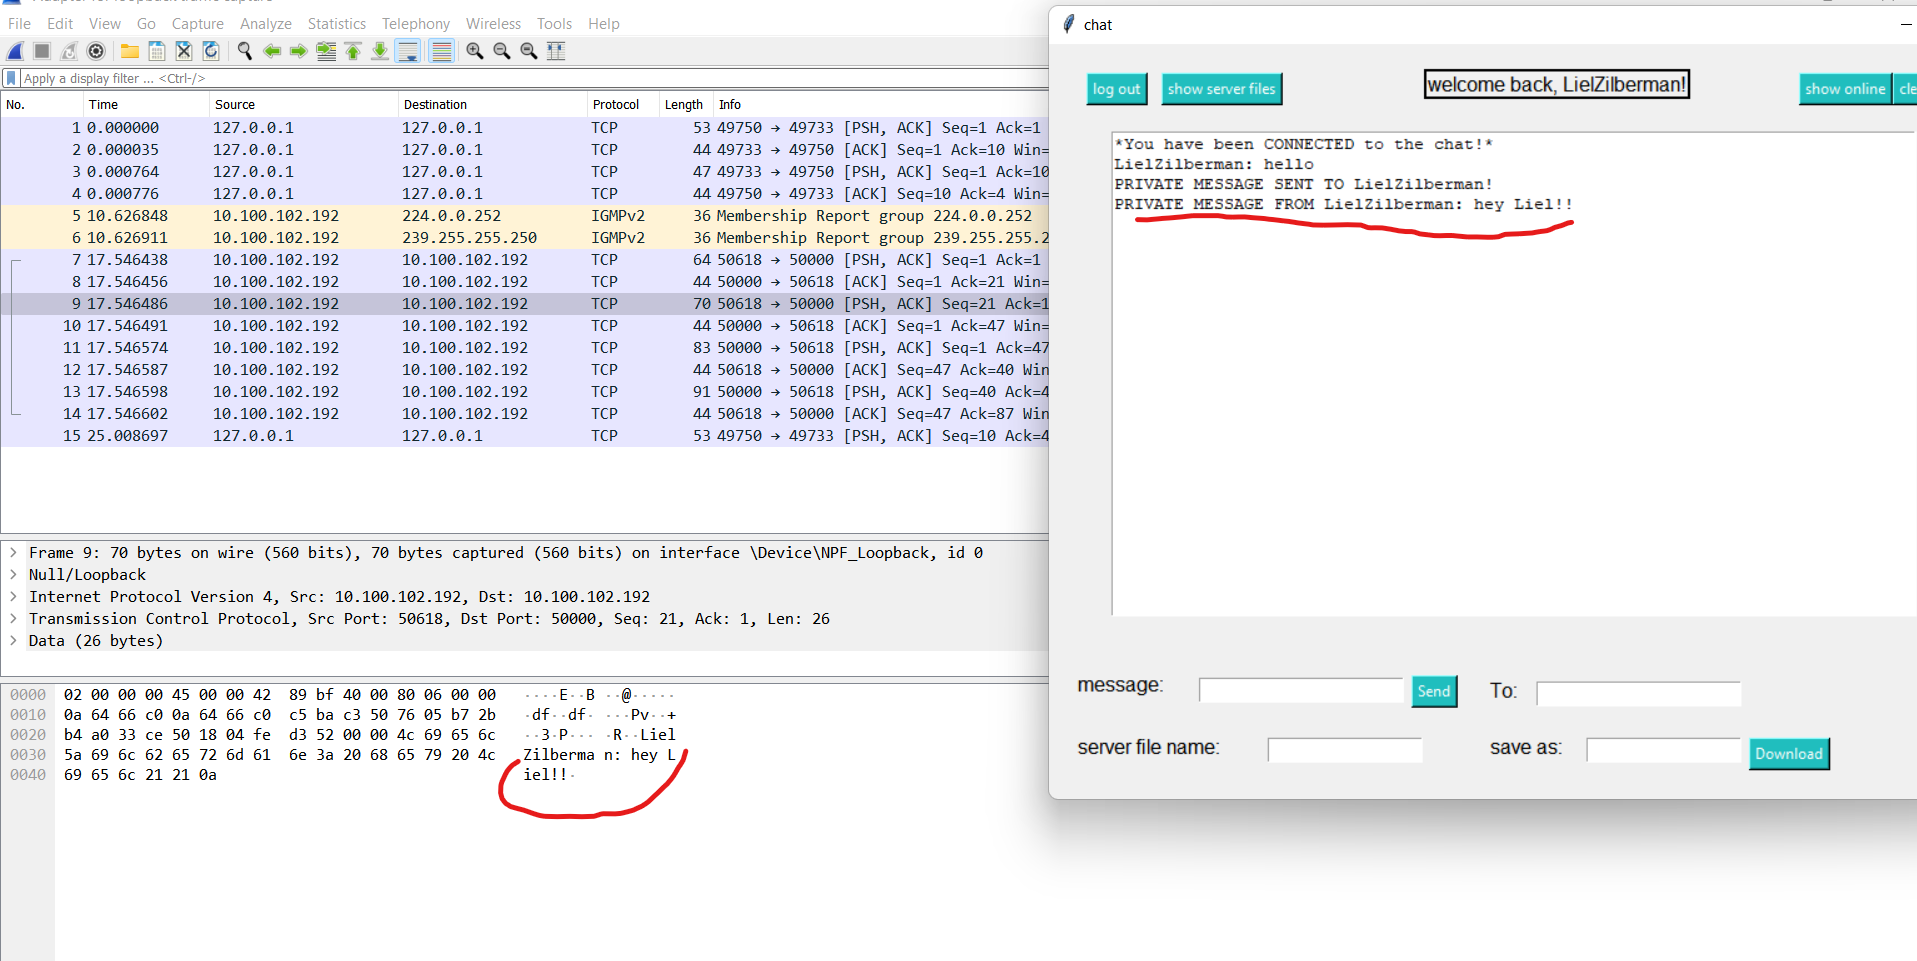 File Edit View Go Capture Analyze Statistics Telephony Wireless Tools Help
Apply a display filter ... <Ctrl-/>
No. Time Source Destination Protocol Length Info
1 0.000000 127.0.0.1 127.0.0.1 TCP 53 49750 → 49733 [PSH, ACK] Seq=1 Ack=1
2 0.000035 127.0.0.1 127.0.0.1 TCP 44 49733 → 49750 [ACK] Seq=1 Ack=10 Win=
3 0.000764 127.0.0.1 127.0.0.1 TCP 47 49733 → 49750 [PSH, ACK] Seq=1 Ack=10
4 0.000776 127.0.0.1 127.0.0.1 TCP 44 49750 → 49733 [ACK] Seq=10 Ack=4 Win=
5 10.626848 10.100.102.192 224.0.0.252 IGMPv2 36 Membership Report group 224.0.0.252
6 10.626911 10.100.102.192 239.255.255.250 IGMPv2 36 Membership Report group 239.255.255.2
7 17.546438 10.100.102.192 10.100.102.192 TCP 64 50618 → 50000 [PSH, ACK] Seq=1 Ack=1
8 17.546456 10.100.102.192 10.100.102.192 TCP 44 50000 → 50618 [ACK] Seq=1 Ack=21 Win=
9 17.546486 10.100.102.192 10.100.102.192 TCP 70 50618 → 50000 [PSH, ACK] Seq=21 Ack=1
10 17.546491 10.100.102.192 10.100.102.192 TCP 44 50000 → 50618 [ACK] Seq=1 Ack=47 Win=
11 17.546574 10.100.102.192 10.100.102.192 TCP 83 50000 → 50618 [PSH, ACK] Seq=1 Ack=47
12 17.546587 10.100.102.192 10.100.102.192 TCP 44 50618 → 50000 [ACK] Seq=47 Ack=40 Win
13 17.546598 10.100.102.192 10.100.102.192 TCP 91 50000 → 50618 [PSH, ACK] Seq=40 Ack=4
14 17.546602 10.100.102.192 10.100.102.192 TCP 44 50618 → 50000 [ACK] Seq=47 Ack=87 Win
15 25.008697 127.0.0.1 127.0.0.1 TCP 53 49750 → 49733 [PSH, ACK] Seq=10 Ack=4
Frame 9: 70 bytes on wire (560 bits), 70 bytes captured (560 bits) on interface \Device\NPF_Loopback, id 0
Null/Loopback
Internet Protocol Version 4, Src: 10.100.102.192, Dst: 10.100.102.192
Transmission Control Protocol, Src Port: 50618, Dst Port: 50000, Seq: 21, Ack: 1, Len: 26
Data (26 bytes)
0000 02 00 00 00 45 00 00 42 89 bf 40 00 80 06 00 00 ····E··B ··@·····
0010 0a 64 66 c0 0a 64 66 c0 c5 ba c3 50 76 05 b7 2b ·df··df· ···Pv··+
0020 b4 a0 33 ce 50 18 04 fe d3 52 00 00 4c 69 65 6c ··3·P··· ·R··Liel
0030 5a 69 6c 62 65 72 6d 61 6e 3a 20 68 65 79 20 4c Zilberma n: hey L
0040 69 65 6c 21 21 0a iel!!·
chat
log out show server files welcome back, LielZilberman! show online cle
*You have been CONNECTED to the chat!*
LielZilberman: hello
PRIVATE MESSAGE SENT TO LielZilberman!
PRIVATE MESSAGE FROM LielZilberman: hey Liel!!
message: Send To:
server file name: save as: Download